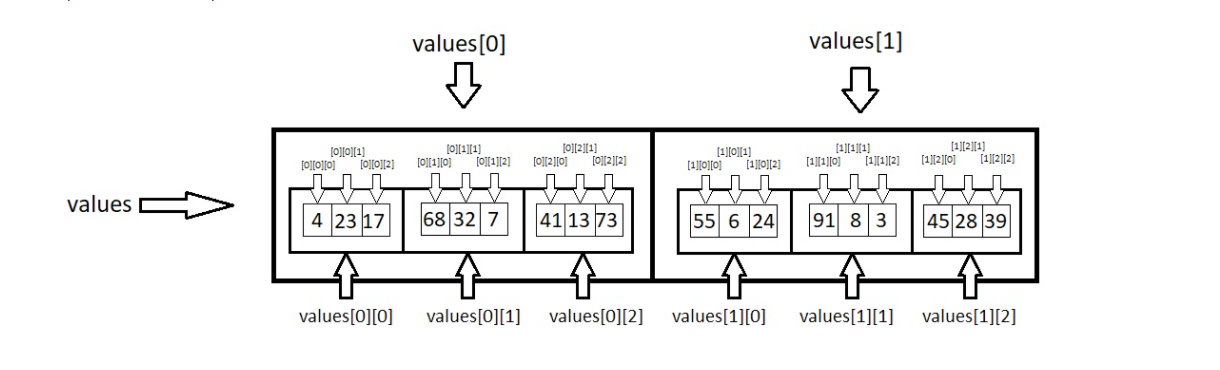 values[0] values[1]
[0][0][1] [0][1][1] [0][2][1] [1][0][1] [1][1][1] [1][2][1]
[0][0][0] [0][0][2] [0][1][0] [0][1][2] [0][2][0] [0][2][2] [1][0][0] [1][0][2] [1][1][0] [1][1][2] [1][2][0] [1][2][2]
values 4 23 17 68 32 7 41 13 73 55 6 24 91 8 3 45 28 39
values[0][0] values[0][1] values[0][2] values[1][0] values[1][1] values[1][2]